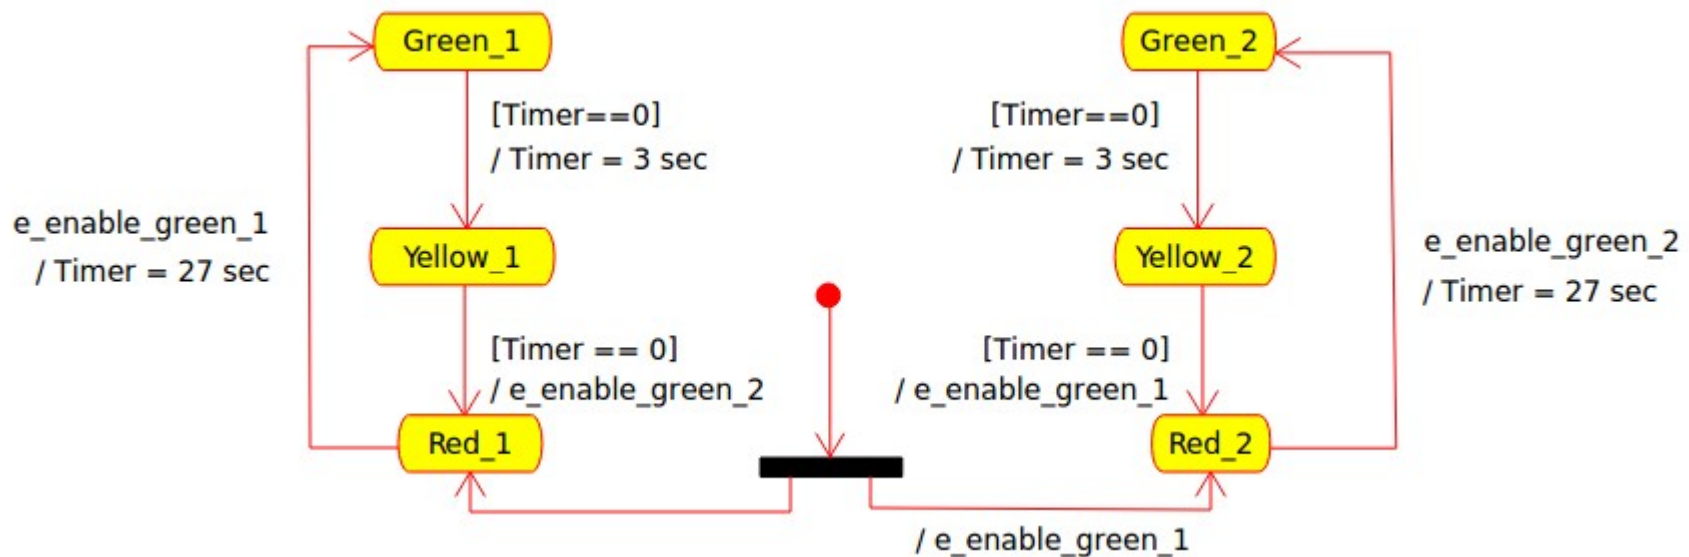 Green_1
Green_2
[Timer==0]
/ Timer = 3 sec
[Timer==0]
/ Timer = 3 sec
e_enable_green_1
/ Timer = 27 sec
Yellow_1
Yellow_2
e_enable_green_2
/ Timer = 27 sec
[Timer == 0]
/ e_enable_green_2
[Timer == 0]
/ e_enable_green_1
Red_1
Red_2
/ e_enable_green_1